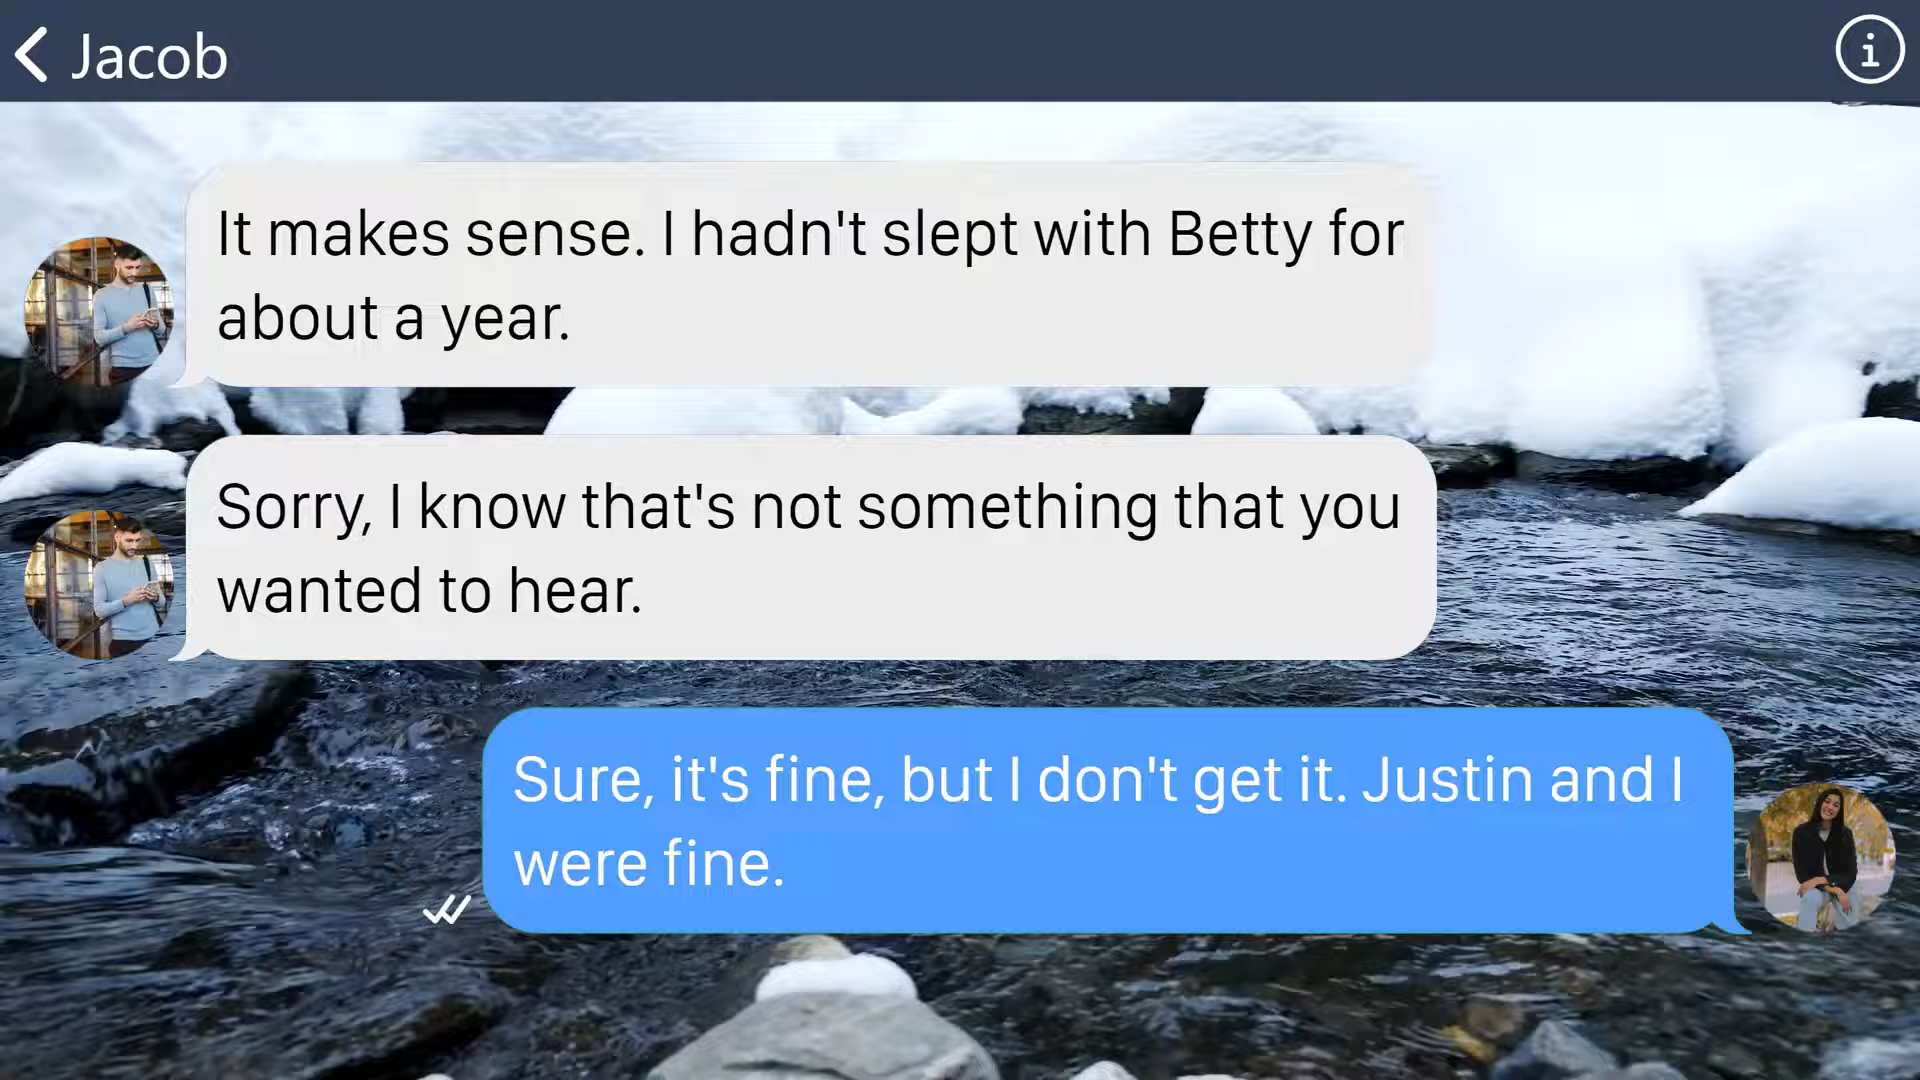 Jacob
It makes sense. I hadn't slept with Betty for
about a year.
Sorry, I know that's not something that you
wanted to hear.
Sure, it's fine, but I don't get it. Justin and I
were fine.